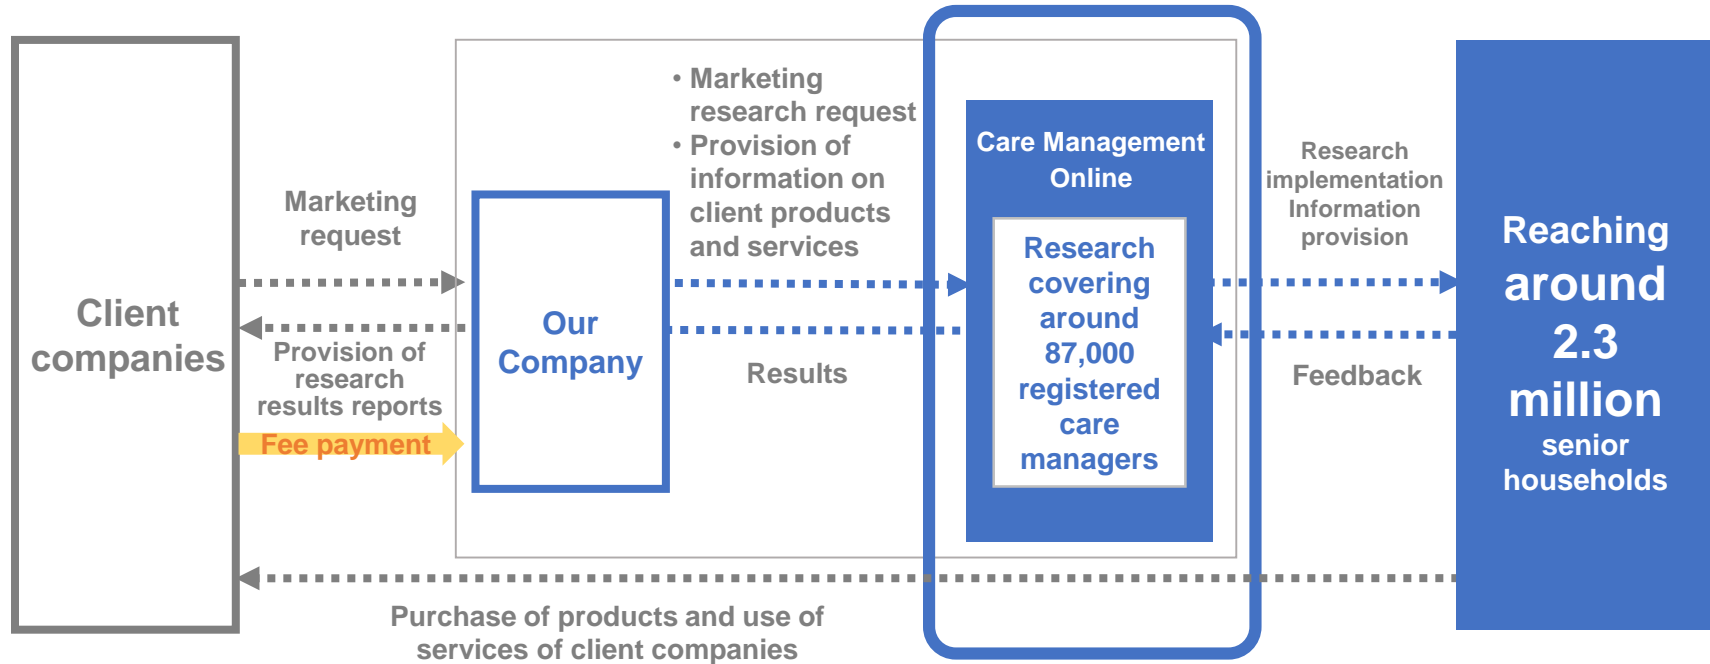 Client
companies
Marketing
request
Provision of
research
results reports
Fee payment
Our
Company
• Marketing
research request
• Provision of
information on
client products
and services
Results
Care Management
Online
Research
covering
around
87,000
registered
care
managers
Research
implementation
Information
provision
Feedback
Reaching
around
2.3
million
senior
households
Purchase of products and use of
services of client companies